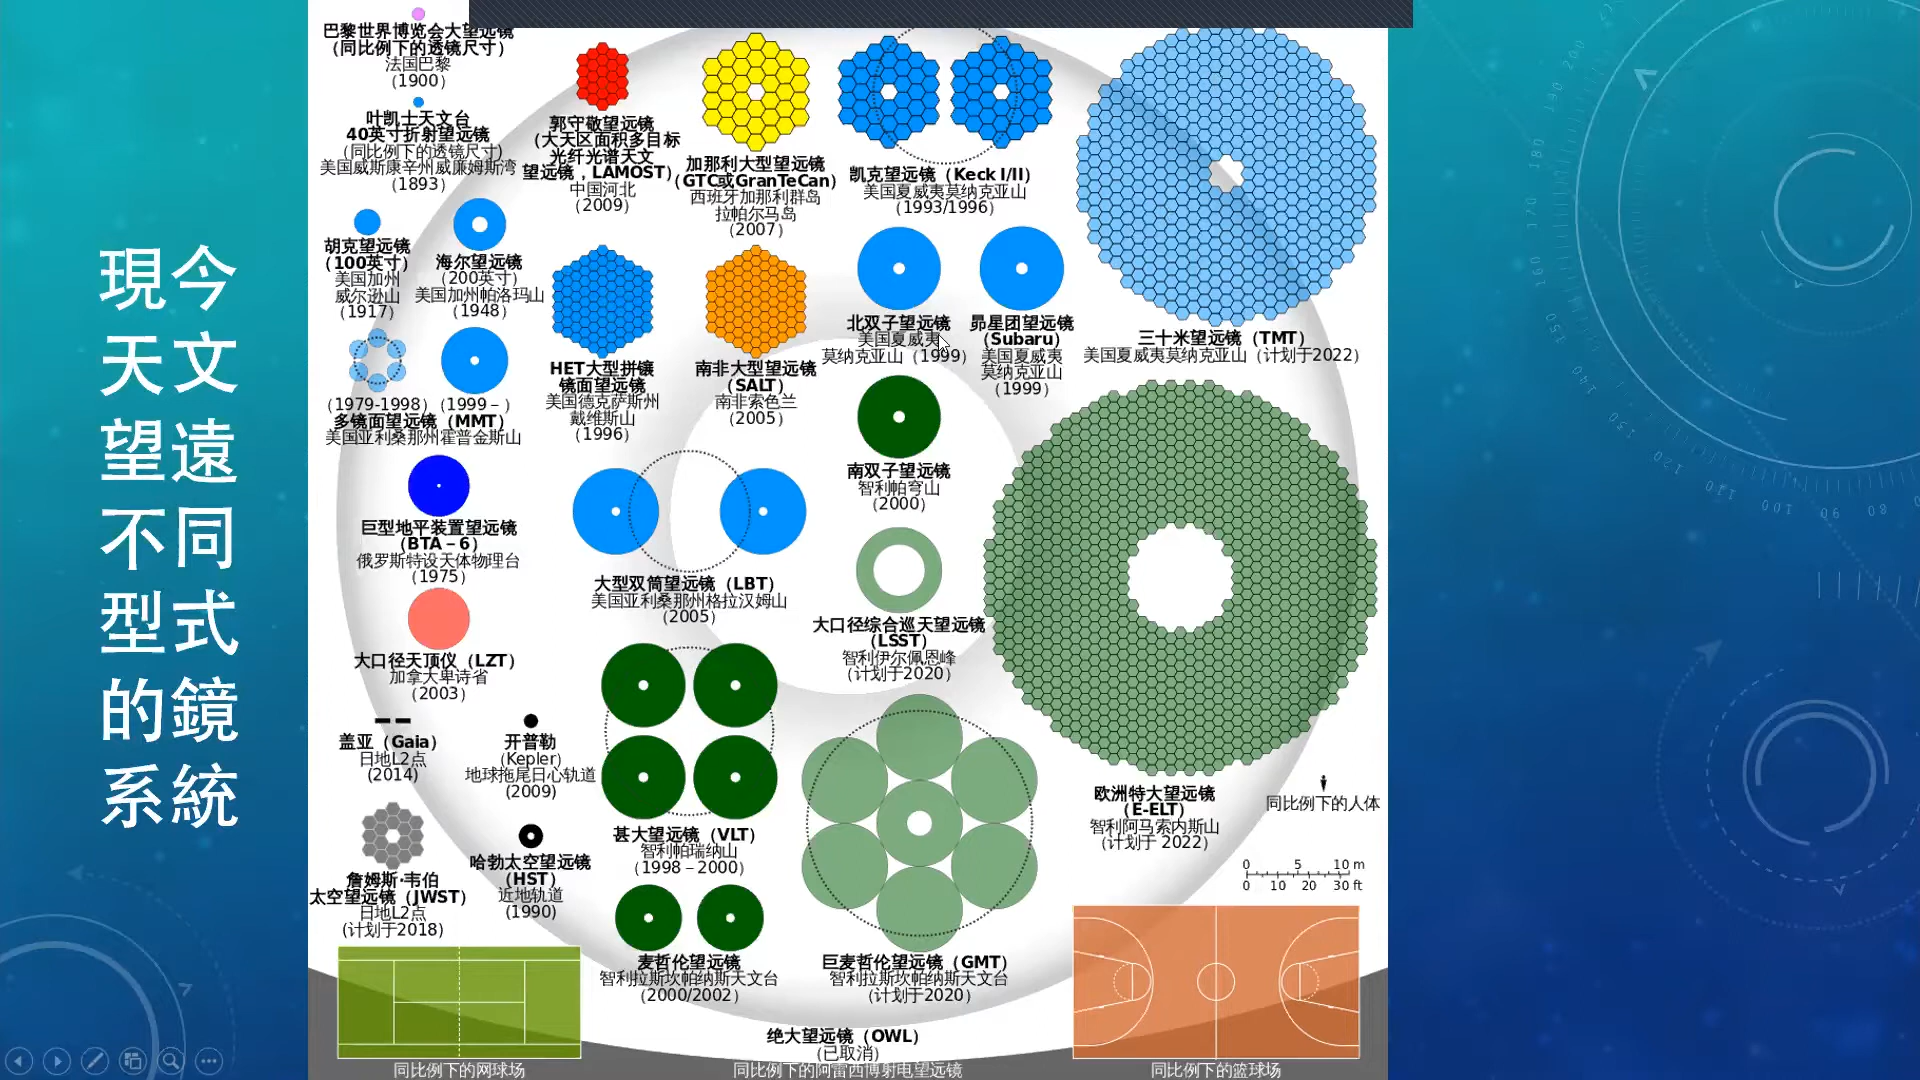 現今
天文
望遠
不同
型式
的鏡
系統
巴黎世界博览会大望远镜
（同比例下的透镜尺寸）
法国巴黎
（1900）
叶凯士天文台
40英寸折射望远镜
（同比例下的透镜尺寸）
美国威斯康辛州威廉姆斯湾
（1893）
郭守敬望远镜
（大天区面积多目标
光纤光谱天文
望远镜，LAMOST）
中国河北
（2009）
加那利大型望远镜
（GTC或GranTeCan）
西班牙加那利群岛
拉帕尔马岛
（2007）
凯克望远镜（Keck I/II）
美国夏威夷莫纳克亚山
（1993/1996）
三十米望远镜（TMT）
美国夏威夷莫纳克亚山（计划于2022）
胡克望远镜
（100英寸）
美国加州
威尔逊山
（1917）
海尔望远镜
（200英寸）
美国加州帕洛玛山
（1948）
HET大型拼镶
镜面望远镜
美国德克萨斯州
戴维斯山
（1996）
南非大型望远镜
（SALT）
南非索色兰
（2005）
北双子望远镜
美国夏威夷
莫纳克亚山（1999）
昴星团望远镜
（Subaru）
美国夏威夷
莫纳克亚山
（1999）
（1979-1998）（1999－）
多镜面望远镜（MMT）
美国亚利桑那州霍普金斯山
南双子望远镜
智利帕穹山
（2000）
巨型地平装置望远镜
（BTA－6）
俄罗斯特设天体物理台
（1975）
大型双筒望远镜（LBT）
美国亚利桑那州格拉汉姆山
（2005）
大口径综合巡天望远镜
（LSST）
智利伊尔佩恩峰
（计划于2020）
大口径天顶仪（LZT）
加拿大卑诗省
（2003）
盖亚（Gaia）
日地L2点
(2014)
开普勒
（Kepler）
地球拖尾日心轨道
(2009)
甚大望远镜（VLT）
智利帕瑞纳山
（1998－2000）
欧洲特大望远镜
（E-ELT）
智利阿马索内斯山
（计划于 2022）
同比例下的人体
0 5 10 m
0 10 20 30 ft
詹姆斯·韦伯
太空望远镜（JWST）
日地L2点
(计划于2018)
哈勃太空望远镜
（HST）
近地轨道
(1990)
麦哲伦望远镜
智利拉斯坎帕纳斯天文台
（2000/2002）
巨麦哲伦望远镜（GMT）
智利拉斯坎帕纳斯天文台
（计划于2020）
绝大望远镜（OWL）
（已取消）
同比例下的网球场
同比例下的阿雷西博射电望远镜
同比例下的篮球场